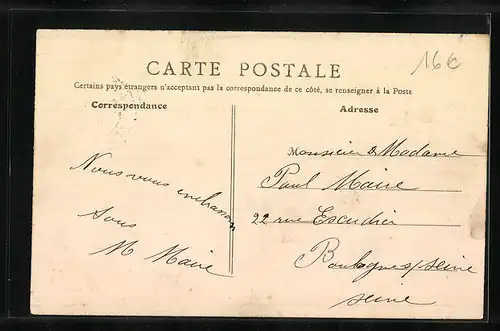 16€
CARTE POSTALE
Certains pays étrangers n'acceptant pas la correspondance de ce côté, se renseigner à la Poste
Correspondance
Adresse
Nous vous embrassons
tous
M Maire
Monsieur & Madame
Paul Maire
22 rue Escudier
Boulogne s/ seine
seine